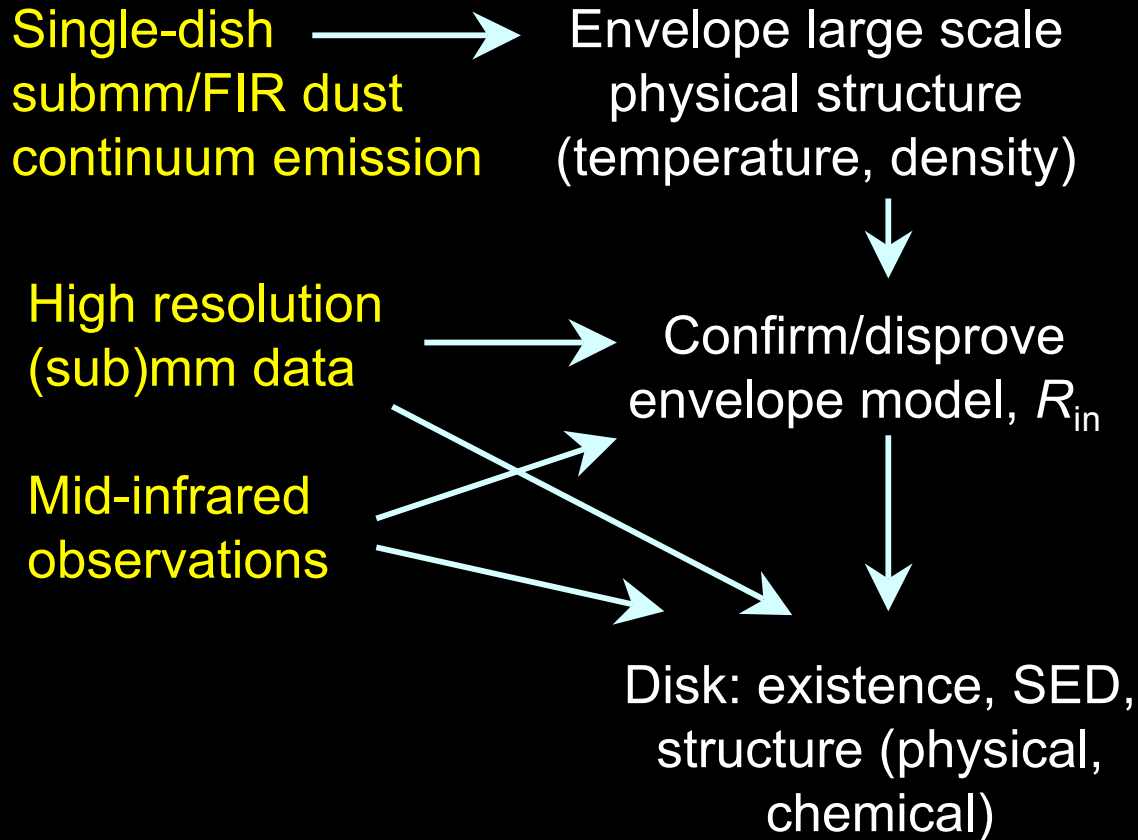 Single-dish
submm/FIR dust
continuum emission
Envelope large scale
physical structure
(temperature, density)
High resolution
(sub)mm data
Confirm/disprove
envelope model, Rin
Mid-infrared
observations
Disk: existence, SED,
structure (physical,
chemical)